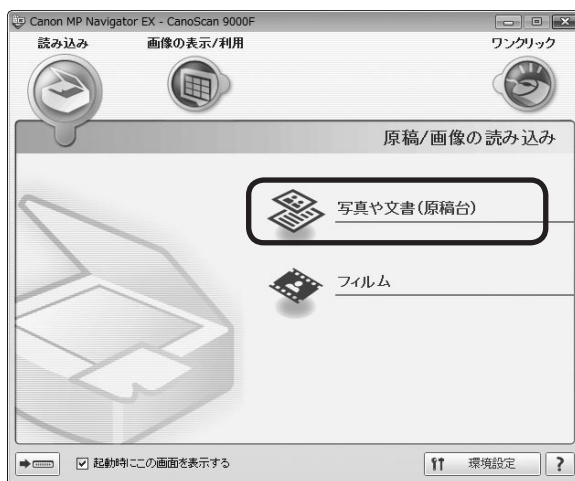 Canon MP Navigator EX - CanoScan 9000F
読み込み
画像の表示/利用
ワンクリック
原稿/画像の読み込み
写真や文書(原稿台)
フィルム
起動時にこの画面を表示する
環境設定
?